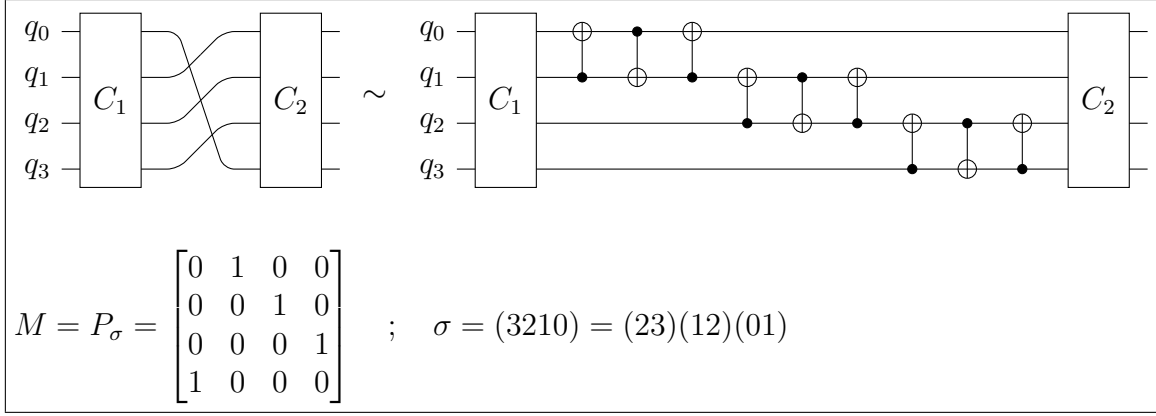 q₀ q₀
q₁ q₁
C₁ C₂ ∼ C₁ C₂
q₂ q₂
q₃ q₃
M = P_σ = [0 1 0 0
0 0 1 0
0 0 0 1
1 0 0 0] ; σ = (3210) = (23)(12)(01)